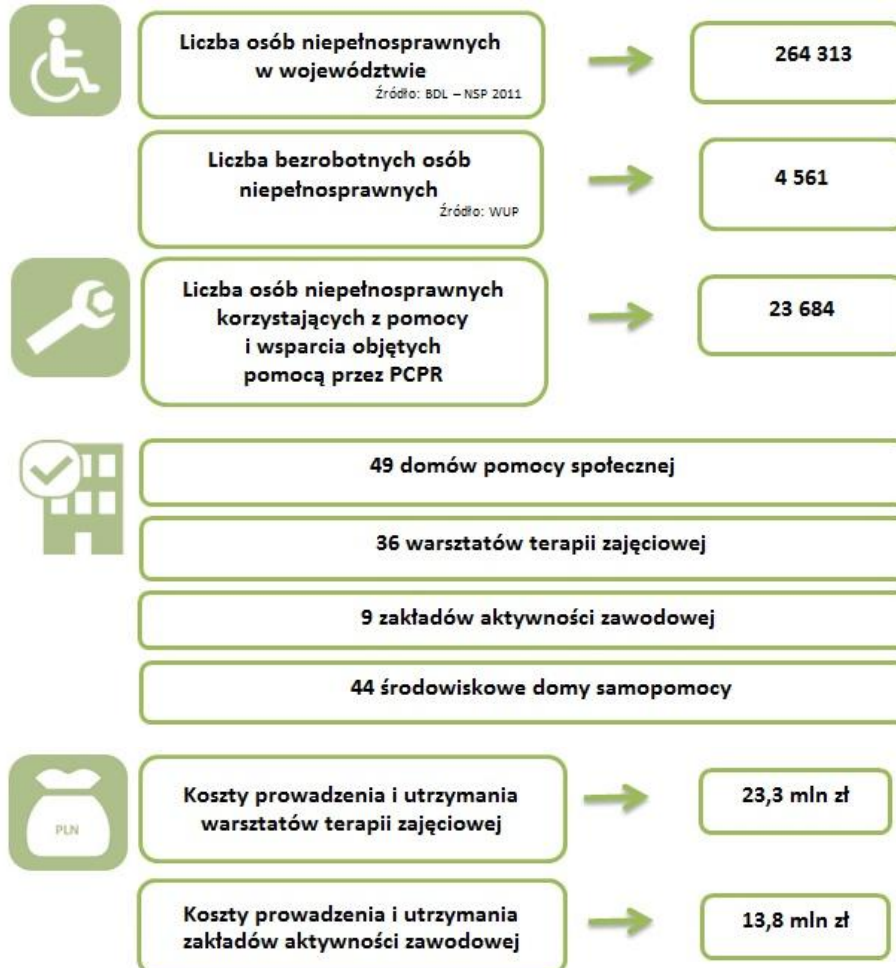 Liczba osób niepełnosprawnych
w województwie
Źródło: BDL – NSP 2011
264 313
Liczba bezrobotnych osób
niepełnosprawnych
Źródło: WUP
4 561
Liczba osób niepełnosprawnych
korzystających z pomocy
i wsparcia objętych
pomocą przez PCPR
23 684
49 domów pomocy społecznej
36 warsztatów terapii zajęciowej
9 zakładów aktywności zawodowej
44 środowiskowe domy samopomocy
PLN
Koszty prowadzenia i utrzymania
warsztatów terapii zajęciowej
23,3 mln zł
Koszty prowadzenia i utrzymania
zakładów aktywności zawodowej
13,8 mln zł